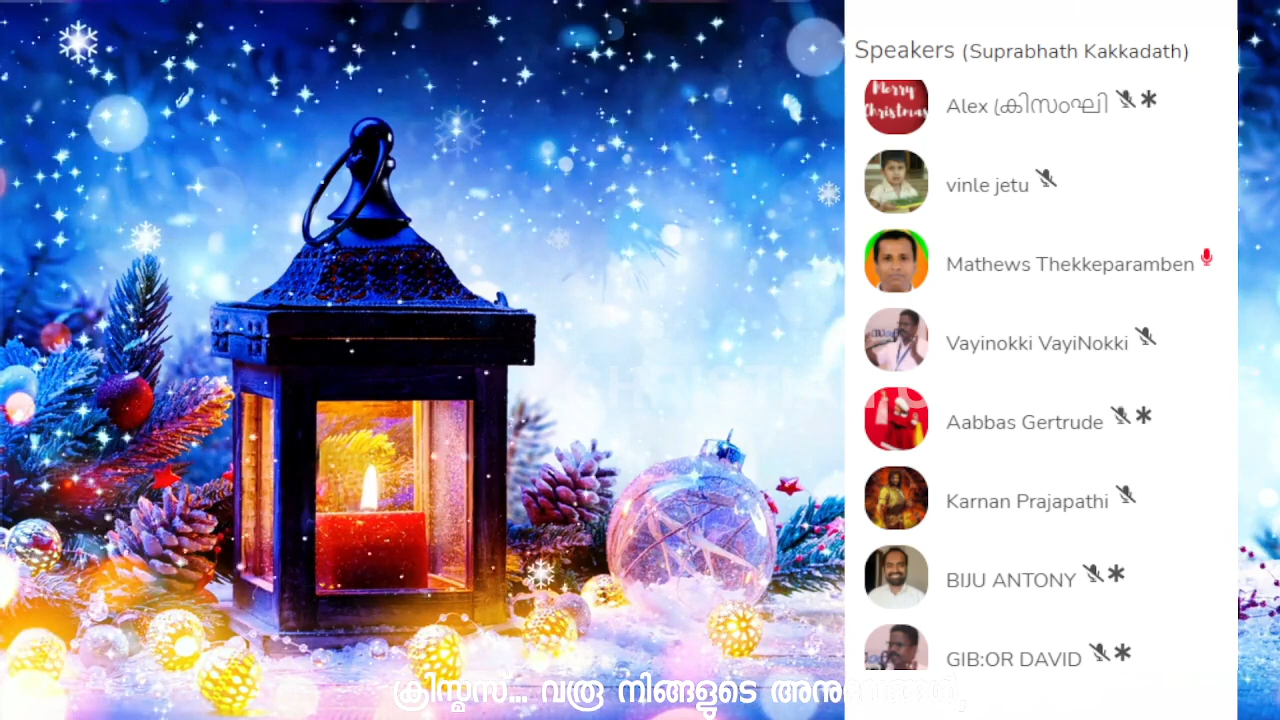 Speakers (Suprabhath Kakkadath)
Merry
Christmas
Alex ക്രിസംഘി
vinle jetu
Mathews Thekkeparamben
Vayinokki VayiNokki
Aabbas Gertrude
Karnan Prajapathi
BIJU ANTONY
GIB:OR DAVID
ക്രിസ്മസ്... വരൂ നിങ്ങളുടെ